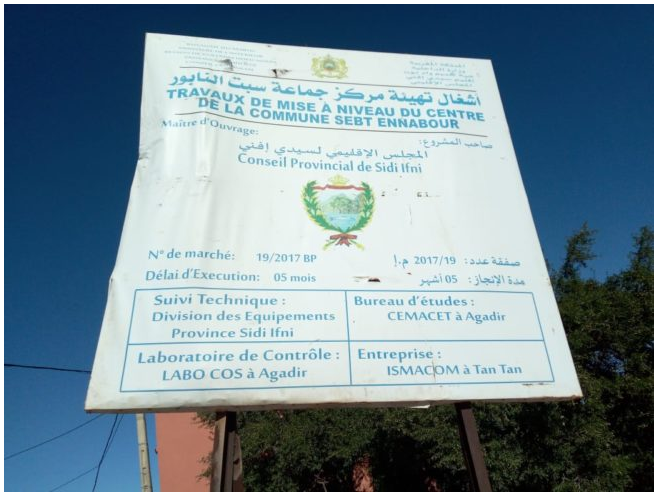 أشغال تهيئة مركز جماعة سبت النابور
TRAVAUX DE MISE À NIVEAU DU CENTRE
DE LA COMMUNE SEBT ENNABOUR
Maître d'Ouvrage:
صاحب المشروع:
المجلس الإقليمي لسيدي إفني
Conseil Provincial de Sidi Ifni
N° de marché: 19/2017 BP
صفقة عدد: 2017/19 م.إ
Délai d'Execution: 05 mois
مدة الإنجاز: 05 أشهر
Suivi Technique :
Division des Equipements
Province Sidi Ifni
Bureau d'études :
CEMACET à Agadir
Laboratoire de Contrôle :
LABO COS à Agadir
Entreprise :
ISMACOM à Tan Tan